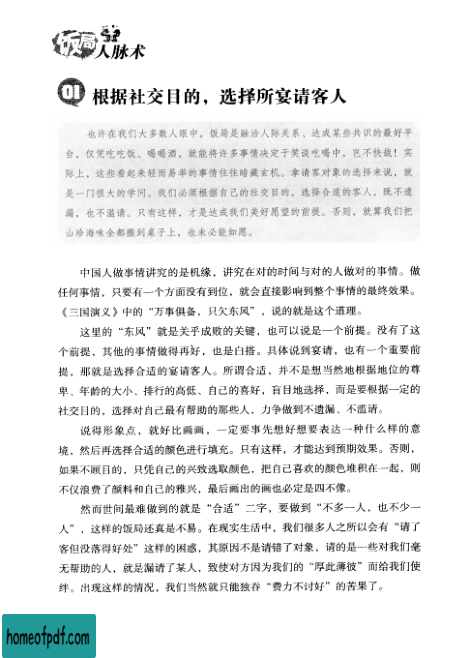 饭局
人脉术
01 根据社交目的，选择所宴请客人
也许在我们大多数人眼中，饭局是融洽人际关系、达成某些共识的最好平
台，仅凭吃吃饭、喝喝酒，就能将许多事情决定于笑谈吃喝中，岂不快哉！实
际上，这些看起来轻而易举的事情往往暗藏玄机。拿请客对象的选择来说，就
是一门很大的学问。我们必须根据自己的社交目的，选择合适的客人，既不遗
漏，也不滥请。只有这样，才是达成我们美好愿望的前提。否则，就算我们把
山珍海味全都搬到桌子上，也未必能如愿。
中国人做事情讲究的是机缘，讲究在对的时间与对的人做对的事情。做
任何事情，只要有一个方面没有到位，就会直接影响到整个事情的最终效果。
《三国演义》中的“万事俱备，只欠东风”，说的就是这个道理。
这里的“东风”就是关乎成败的关键，也可以说是一个前提。没有了这
个前提，其他的事情做得再好，也是白搭。具体说到宴请，也有一个重要前
提，那就是选择合适的宴请客人。所谓合适，并不是想当然地根据地位的尊
卑、年龄的大小、排行的高低、自己的喜好，盲目地选择，而是要根据一定的
社交目的，选择对自己最有帮助的那些人，力争做到不遗漏、不滥请。
说得形象点，就好比画画，一定要事先想好想要表达一种什么样的意
境，然后再选择合适的颜色进行填充。只有这样，才能达到预期效果。否则，
如果不顾目的，只凭自己的兴致选取颜色，把自己喜欢的颜色堆积在一起，则
不仅浪费了颜料和自己的雅兴，最后画出的画也必定是四不像。
然而世间最难做到的就是“合适”二字，要做到“不多一人，也不少一
人”，这样的饭局还真是不易。在现实生活中，我们很多人之所以会有“请了
客但没落得好处”这样的困惑，其原因不是请错了对象，请的是一些对我们毫
无帮助的人，就是漏请了某人，致使对方因为我们的“厚此薄彼”而给我们使
绊。出现这样的情况，我们当然就只能独吞“费力不讨好”的苦果了。
homeofpdf.com